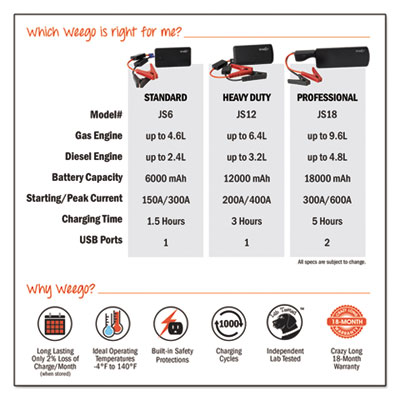 Which Weego is right for me?
STANDARD HEAVY DUTY PROFESSIONAL
Model# JS6 JS12 JS18
Gas Engine up to 4.6L up to 6.4L up to 9.6L
Diesel Engine up to 2.4L up to 3.2L up to 4.8L
Battery Capacity 6000 mAh 12000 mAh 18000 mAh
Starting/Peak Current 150A/300A 200A/400A 300A/600A
Charging Time 1.5 Hours 3 Hours 5 Hours
USB Ports 1 1 2
All specs are subject to change.
Why Weego?
1000
Lab Tested
18-MONTH
Long Lasting
Only 2% Loss of
Charge/Month
(when stored)
Ideal Operating
Temperatures
-4°F to 140°F
Built-in Safety
Protections
Charging
Cycles
Independent
Lab Tested
Crazy Long
18-Month
Warranty